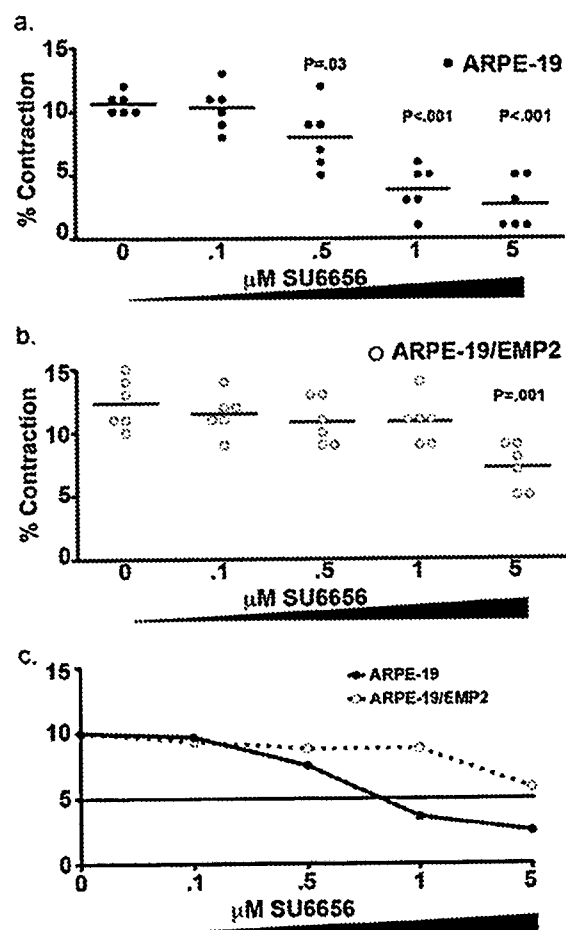 a.
15
10
5
0
% Contraction
P=.03
ARPE-19
P<.001
P<.001
0
.1
.5
1
5
μM SU6656
b.
15
10
5
0
% Contraction
ARPE-19/EMP2
P=.001
0
.1
.5
1
5
μM SU6656
c.
15
10
5
0
ARPE-19
ARPE-19/EMP2
0
.1
.5
1
5
μM SU6656